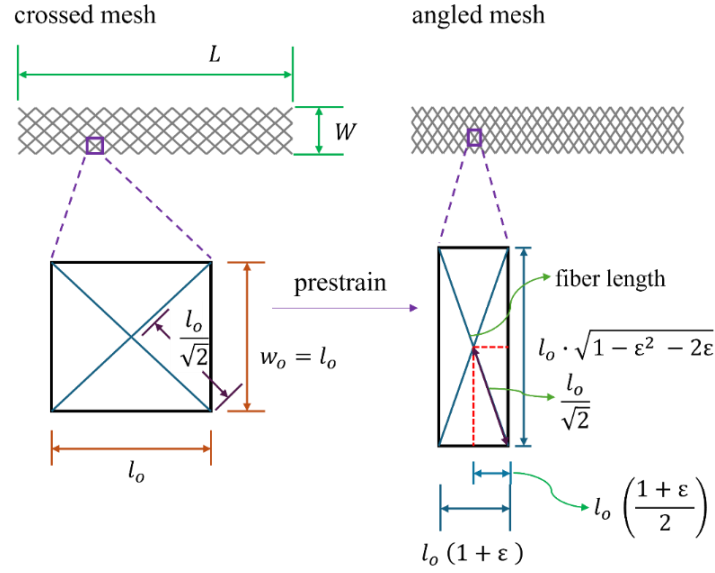 crossed mesh
angled mesh
L
W
prestrain
fiber length
l_o/√2
w_o = l_o
l_o · √(1 − ε² − 2ε)
l_o/√2
l_o
l_o ((1 + ε)/2)
l_o (1 + ε)